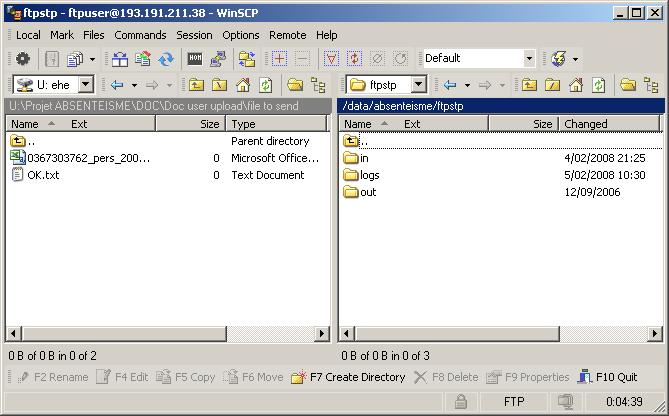 ftpstp - ftpuser@193.191.211.38 - WinSCP
Local Mark Files Commands Session Options Remote Help
Default
U: ehe
ftpstp
U:\Projet ABSENTEISME\DOC\Doc user upload\file to send
/data/absenteisme/ftpstp
Name Ext Size Type
Name Ext Size Changed
.. Parent directory
..
0367303762_pers_200... 0 Microsoft Office...
in 4/02/2008 21:25
OK.txt 0 Text Document
logs 5/02/2008 10:30
out 12/09/2006
0 B of 0 B in 0 of 2
0 B of 0 B in 0 of 3
F2 Rename F4 Edit F5 Copy F6 Move F7 Create Directory F8 Delete F9 Properties F10 Quit
FTP 0:04:39